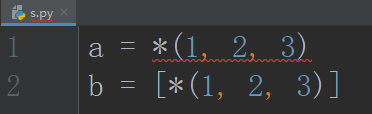 s.py ×
1 a = *(1, 2, 3)
2 b = [*(1, 2, 3)]